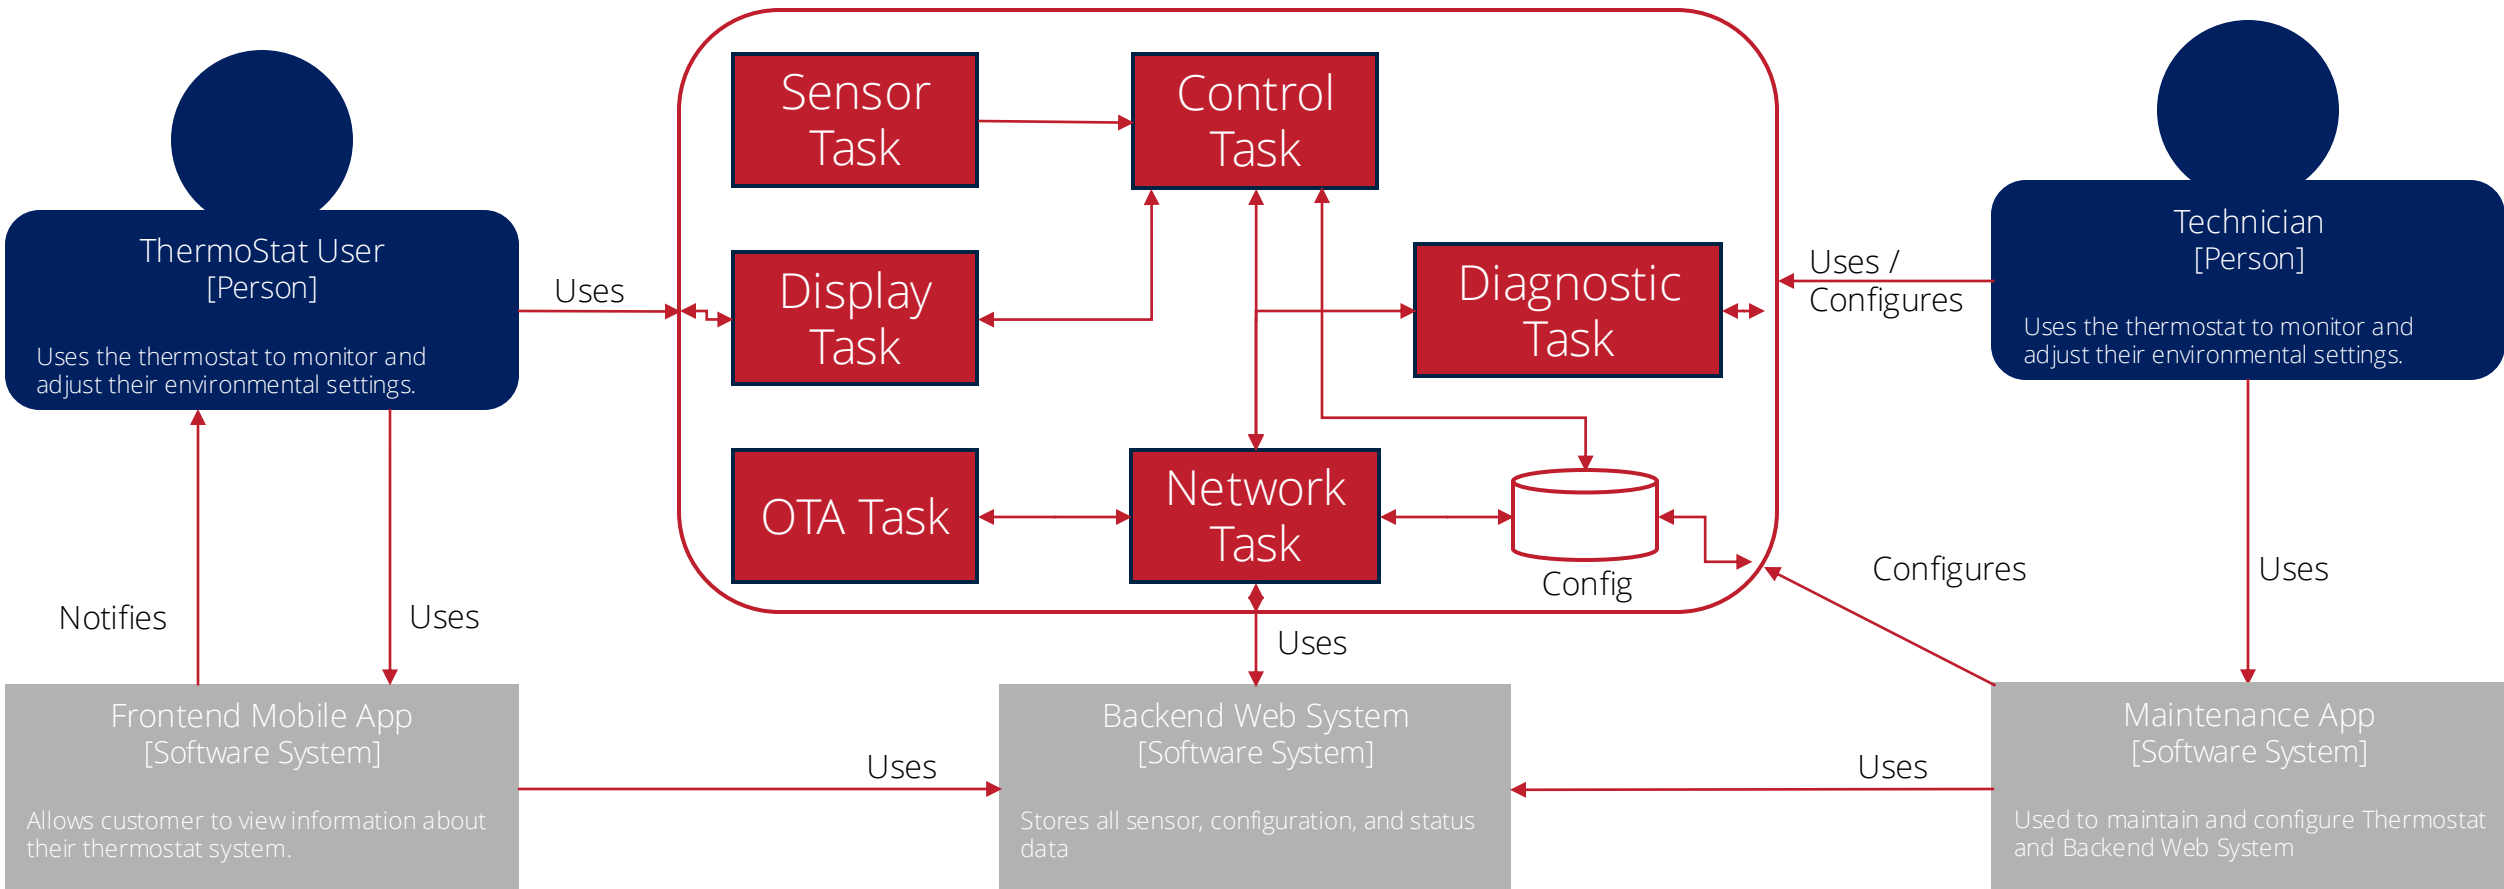 Sensor
Task
Control
Task
ThermoStat User
[Person]
Uses the thermostat to monitor and
adjust their environmental settings.
Uses
Display
Task
Diagnostic
Task
Uses /
Configures
Technician
[Person]
Uses the thermostat to monitor and
adjust their environmental settings.
OTA Task
Network
Task
Config
Notifies
Uses
Uses
Configures
Uses
Frontend Mobile App
[Software System]
Allows customer to view information about
their thermostat system.
Uses
Backend Web System
[Software System]
Stores all sensor, configuration, and status
data
Uses
Maintenance App
[Software System]
Used to maintain and configure Thermostat
and Backend Web System